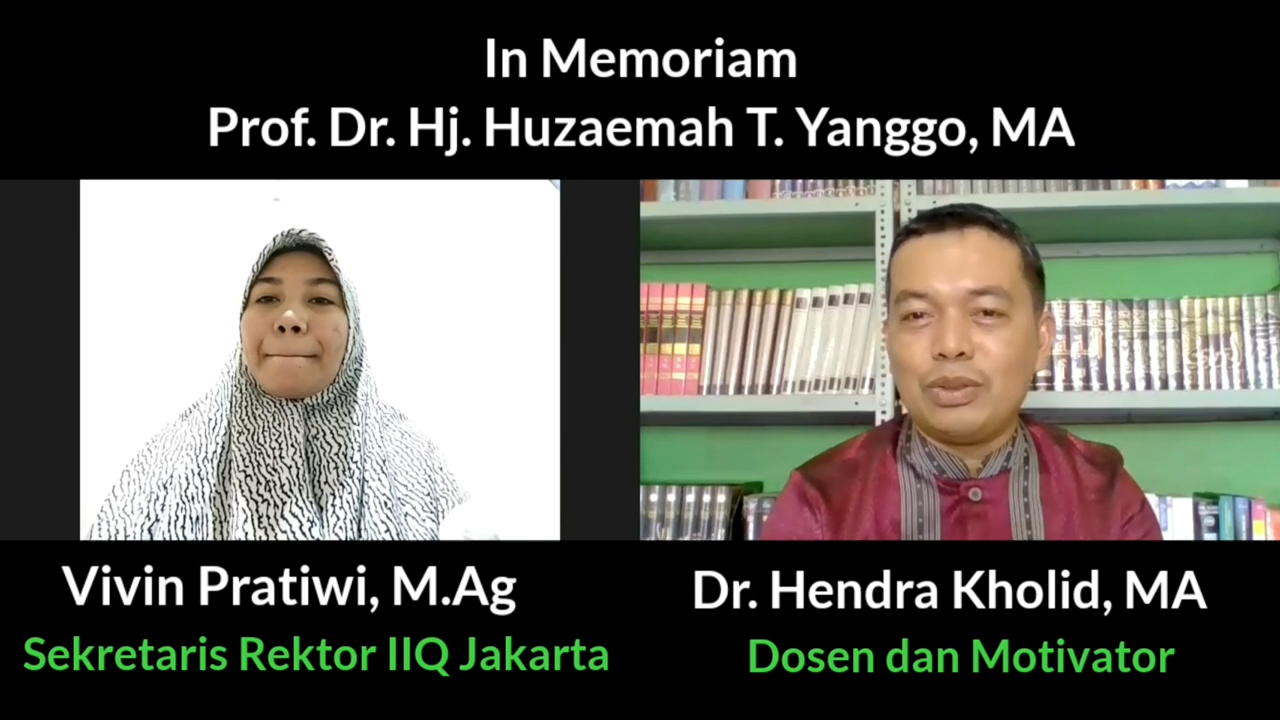 In Memoriam
Prof. Dr. Hj. Huzaemah T. Yanggo, MA
Vivin Pratiwi, M.Ag
Dr. Hendra Kholid, MA
Sekretaris Rektor IIQ Jakarta
Dosen dan Motivator